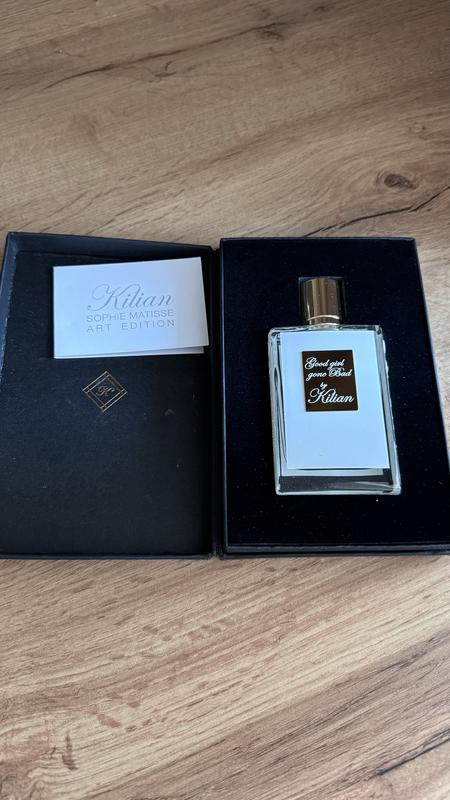 Kilian
SOPHIE MATISSE
ART EDITION
K
Good girl
gone Bad
by
Kilian